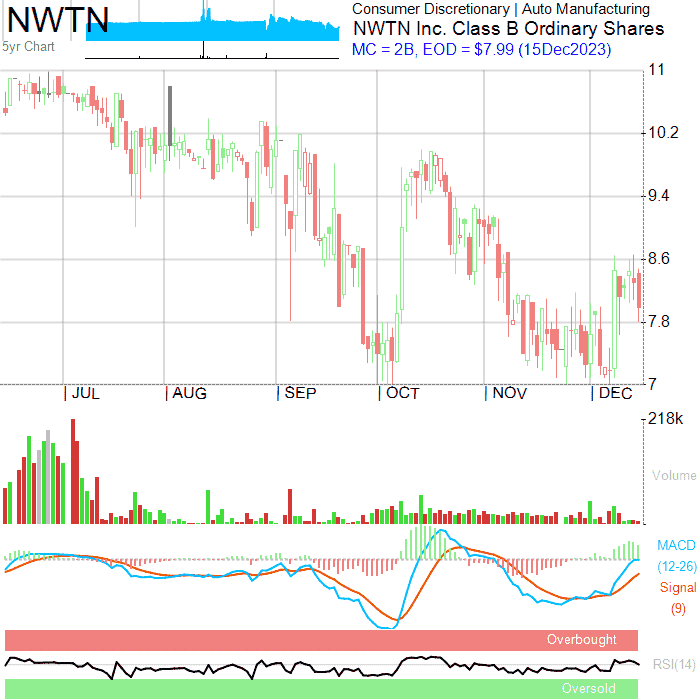 NWTN
5yr Chart
Consumer Discretionary | Auto Manufacturing
NWTN Inc. Class B Ordinary Shares
MC = 2B, EOD = $7.99 (15Dec2023)
11
10.2
9.4
8.6
7.8
7
| JUL | AUG | SEP | OCT | NOV | DEC
218k
Volume
MACD
(12-26)
Signal
(9)
Overbought
RSI(14)
Oversold